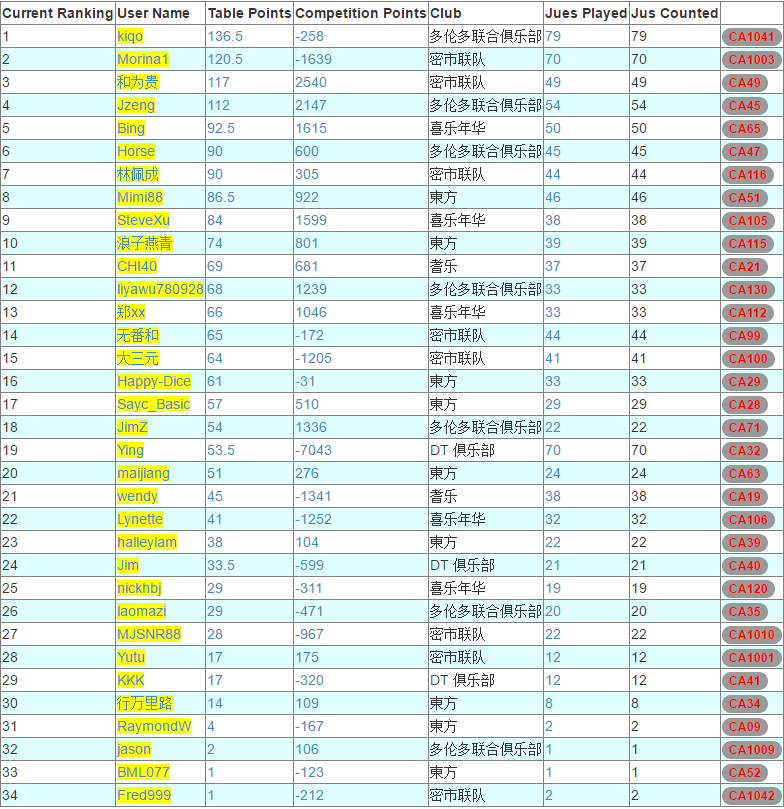 Current Ranking User Name Table Points Competition Points Club Jues Played Jus Counted
1 kiqo 136.5 -258 多伦多联合俱乐部 79 79 CA1041
2 Morina1 120.5 -1639 密市联队 70 70 CA1003
3 和为贵 117 2540 密市联队 49 49 CA49
4 Jzeng 112 2147 多伦多联合俱乐部 54 54 CA45
5 Bing 92.5 1615 喜乐年华 50 50 CA65
6 Horse 90 600 多伦多联合俱乐部 45 45 CA47
7 林佩成 90 305 密市联队 44 44 CA116
8 Mimi88 86.5 922 東方 46 46 CA51
9 SteveXu 84 1599 喜乐年华 38 38 CA105
10 浪子燕青 74 801 東方 39 39 CA115
11 CHI40 69 681 耆乐 37 37 CA21
12 liyawu780928 68 1239 多伦多联合俱乐部 33 33 CA130
13 郑xx 66 1046 喜乐年华 33 33 CA112
14 无番和 65 -172 密市联队 44 44 CA99
15 大三元 64 -1205 密市联队 41 41 CA100
16 Happy-Dice 61 -31 東方 33 33 CA29
17 Sayc_Basic 57 510 東方 29 29 CA28
18 JimZ 54 1336 多伦多联合俱乐部 22 22 CA71
19 Ying 53.5 -7043 DT 俱乐部 70 70 CA32
20 maijiang 51 276 東方 24 24 CA63
21 wendy 45 -1341 耆乐 38 38 CA19
22 Lynette 41 -1252 喜乐年华 32 32 CA106
23 halleylam 38 104 東方 22 22 CA39
24 Jim 33.5 -599 DT 俱乐部 21 21 CA40
25 nickhbj 29 -311 喜乐年华 19 19 CA120
26 laomazi 29 -471 多伦多联合俱乐部 20 20 CA35
27 MJSNR88 28 -967 密市联队 22 22 CA1010
28 Yutu 17 175 密市联队 12 12 CA1001
29 KKK 17 -320 DT 俱乐部 12 12 CA41
30 行万里路 14 109 東方 8 8 CA34
31 RaymondW 4 -167 東方 2 2 CA09
32 jason 2 106 多伦多联合俱乐部 1 1 CA1009
33 BML077 1 -123 東方 1 1 CA52
34 Fred999 1 -212 密市联队 2 2 CA1042